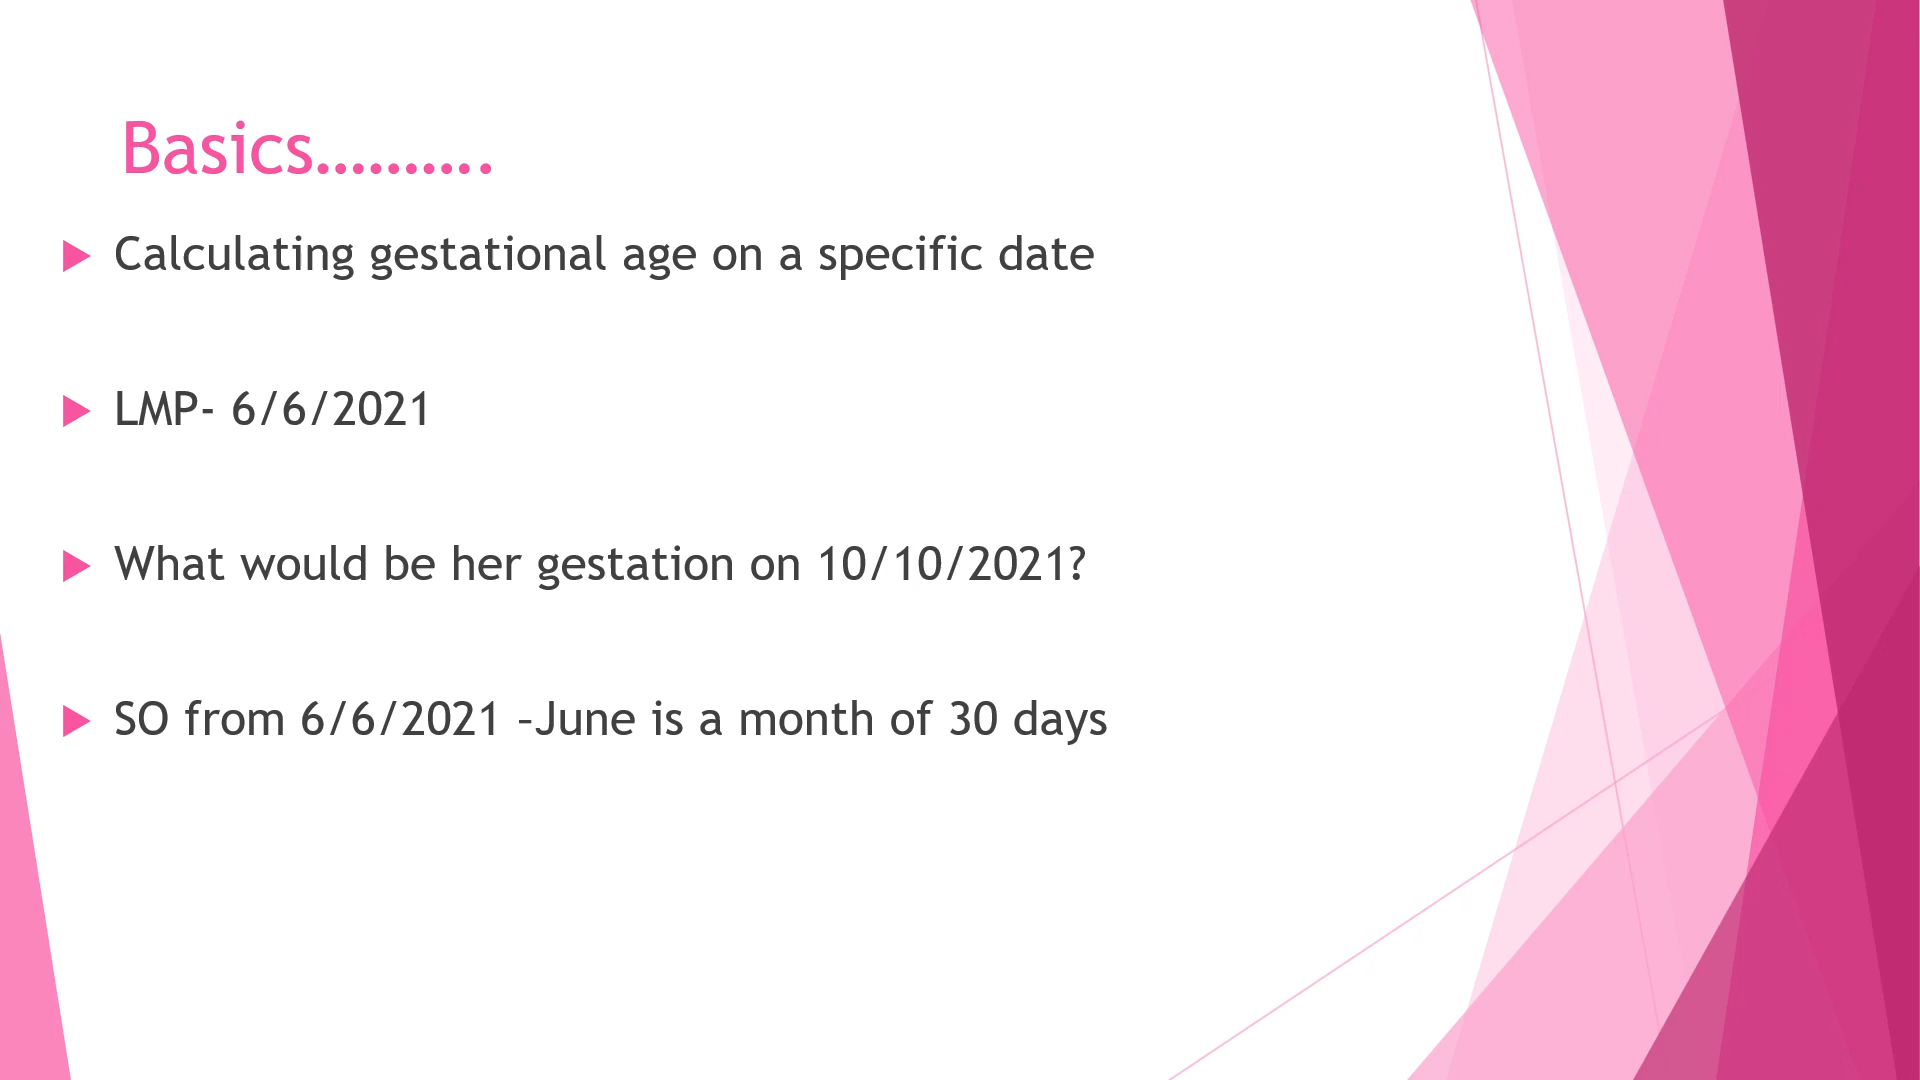 Basics……….
Calculating gestational age on a specific date
LMP- 6/6/2021
What would be her gestation on 10/10/2021?
SO from 6/6/2021 –June is a month of 30 days